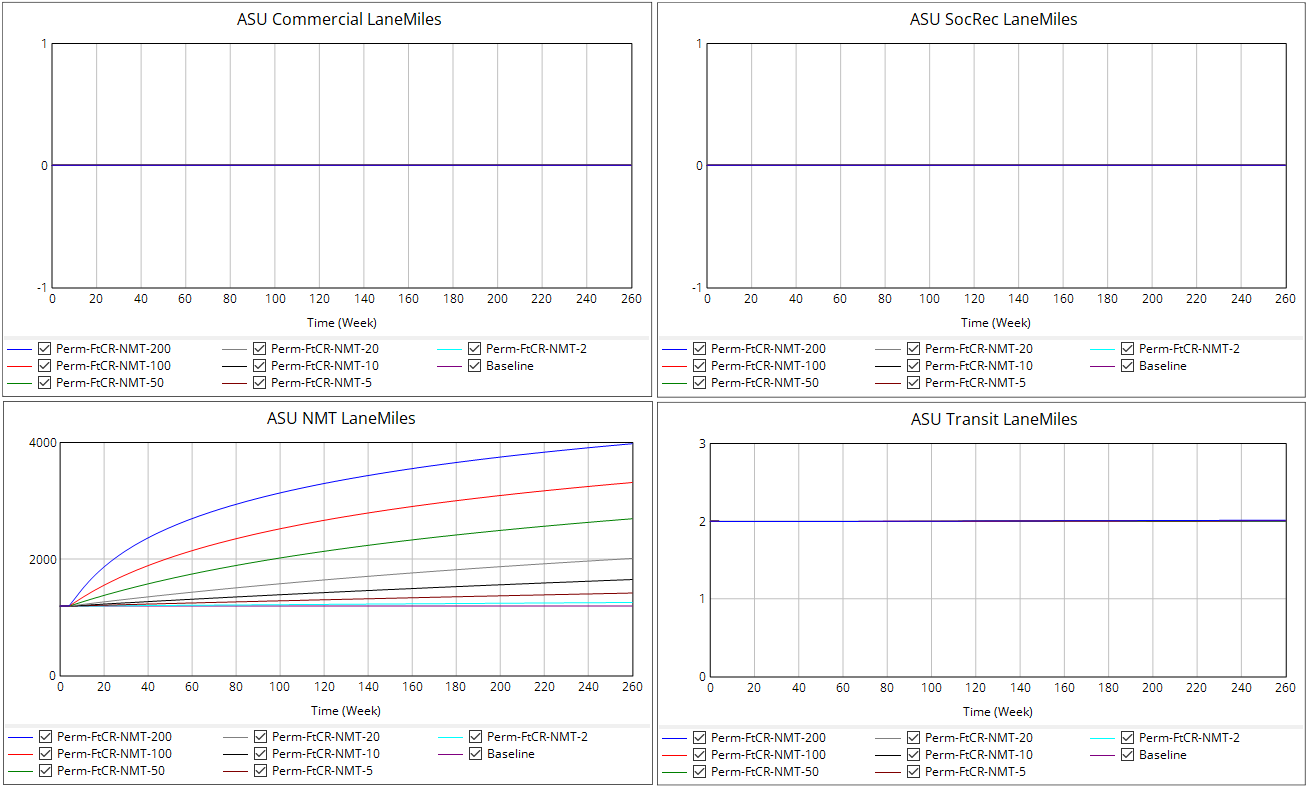 ASU Commercial LaneMiles
1
0
-1
0 20 40 60 80 100 120 140 160 180 200 220 240 260
Time (Week)
Perm-FtCR-NMT-200 Perm-FtCR-NMT-20 Perm-FtCR-NMT-2
Perm-FtCR-NMT-100 Perm-FtCR-NMT-10 Baseline
Perm-FtCR-NMT-50 Perm-FtCR-NMT-5
ASU SocRec LaneMiles
1
0
-1
0 20 40 60 80 100 120 140 160 180 200 220 240 260
Time (Week)
Perm-FtCR-NMT-200 Perm-FtCR-NMT-20 Perm-FtCR-NMT-2
Perm-FtCR-NMT-100 Perm-FtCR-NMT-10 Baseline
Perm-FtCR-NMT-50 Perm-FtCR-NMT-5
ASU NMT LaneMiles
4000
2000
0
0 20 40 60 80 100 120 140 160 180 200 220 240 260
Time (Week)
Perm-FtCR-NMT-200 Perm-FtCR-NMT-20 Perm-FtCR-NMT-2
Perm-FtCR-NMT-100 Perm-FtCR-NMT-10 Baseline
Perm-FtCR-NMT-50 Perm-FtCR-NMT-5
ASU Transit LaneMiles
3
2
1
0
0 20 40 60 80 100 120 140 160 180 200 220 240 260
Time (Week)
Perm-FtCR-NMT-200 Perm-FtCR-NMT-20 Perm-FtCR-NMT-2
Perm-FtCR-NMT-100 Perm-FtCR-NMT-10 Baseline
Perm-FtCR-NMT-50 Perm-FtCR-NMT-5